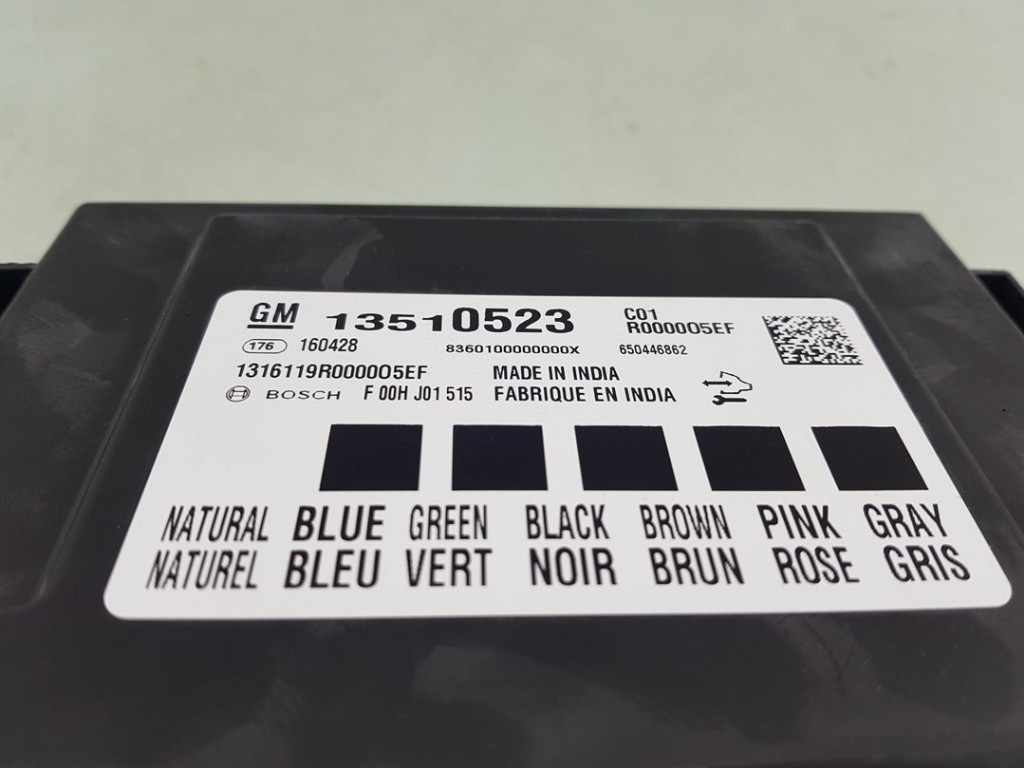 GM 13510523 C01
R000005EF
176 160428 8360100000000X 650446862
1316119R000005EF MADE IN INDIA
BOSCH F 00H J01 515 FABRIQUE EN INDIA
NATURAL BLUE GREEN BLACK BROWN PINK GRAY
NATUREL BLEU VERT NOIR BRUN ROSE GRIS